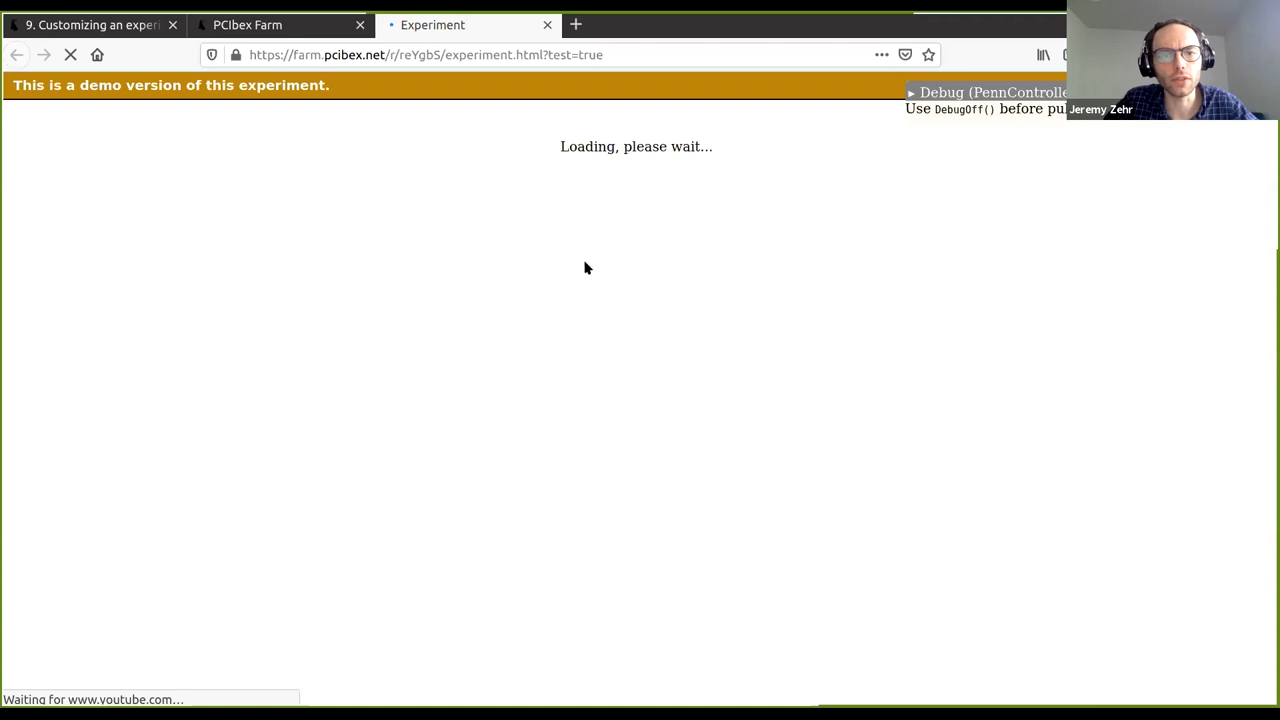 9. Customizing an experi
PCIbex Farm
Experiment
https://farm.pcibex.net/r/reYgbS/experiment.html?test=true
This is a demo version of this experiment.
▸ Debug (PennControlle
Use DebugOff() before pu
Jeremy Zehr
Loading, please wait...
Waiting for www.youtube.com...